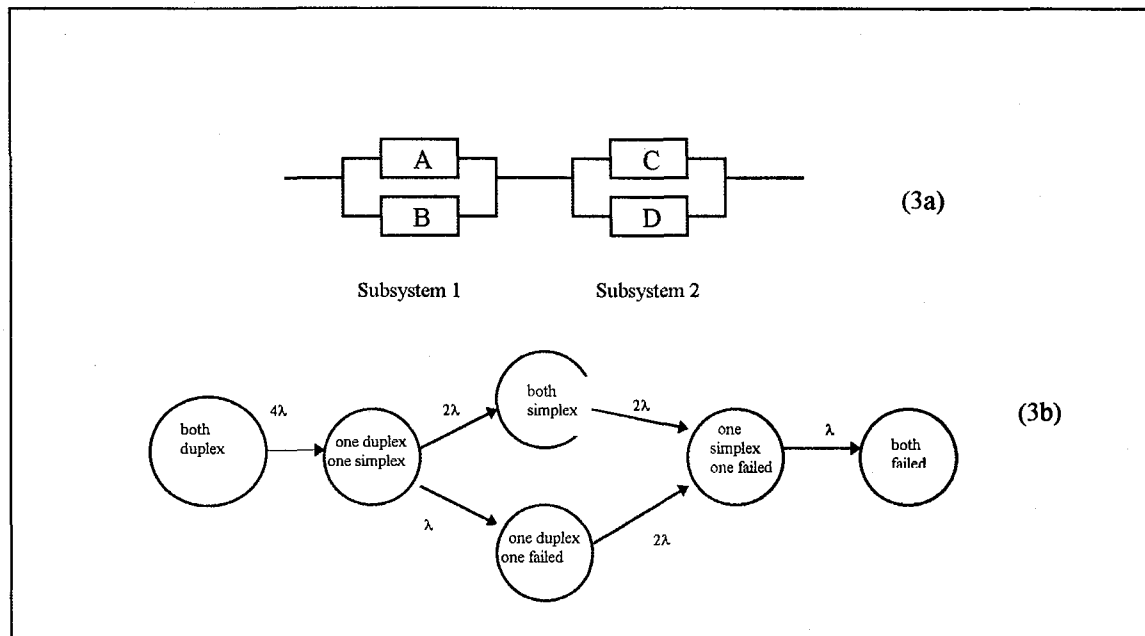 A
B
C
D
(3a)
Subsystem 1
Subsystem 2
(3b)
both
duplex
4λ
one duplex
one simplex
2λ
both
simplex
2λ
λ
one duplex
one failed
2λ
one
simplex
one failed
λ
both
failed